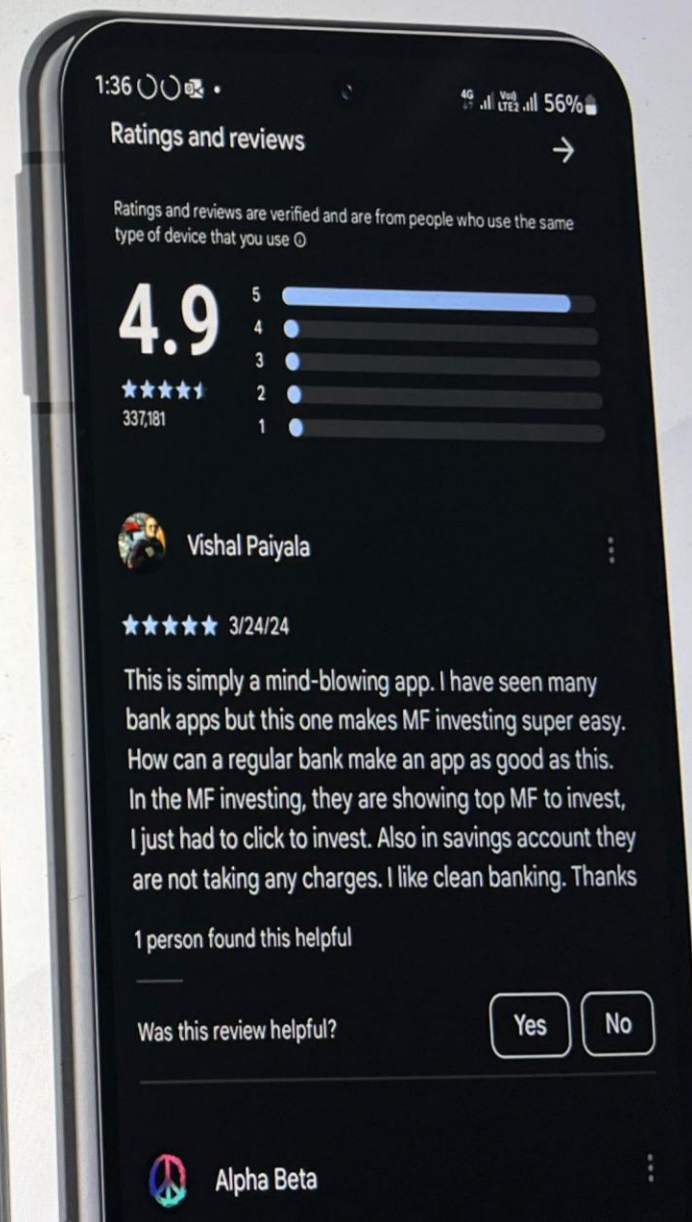 1:36
4G VoD LTE2 56%
Ratings and reviews
Ratings and reviews are verified and are from people who use the same
type of device that you use
4.9
5
4
3
2
1
337,181
Vishal Paiyala
3/24/24
This is simply a mind-blowing app. I have seen many
bank apps but this one makes MF investing super easy.
How can a regular bank make an app as good as this.
In the MF investing, they are showing top MF to invest,
I just had to click to invest. Also in savings account they
are not taking any charges. I like clean banking. Thanks
1 person found this helpful
Was this review helpful?
Yes No
Alpha Beta